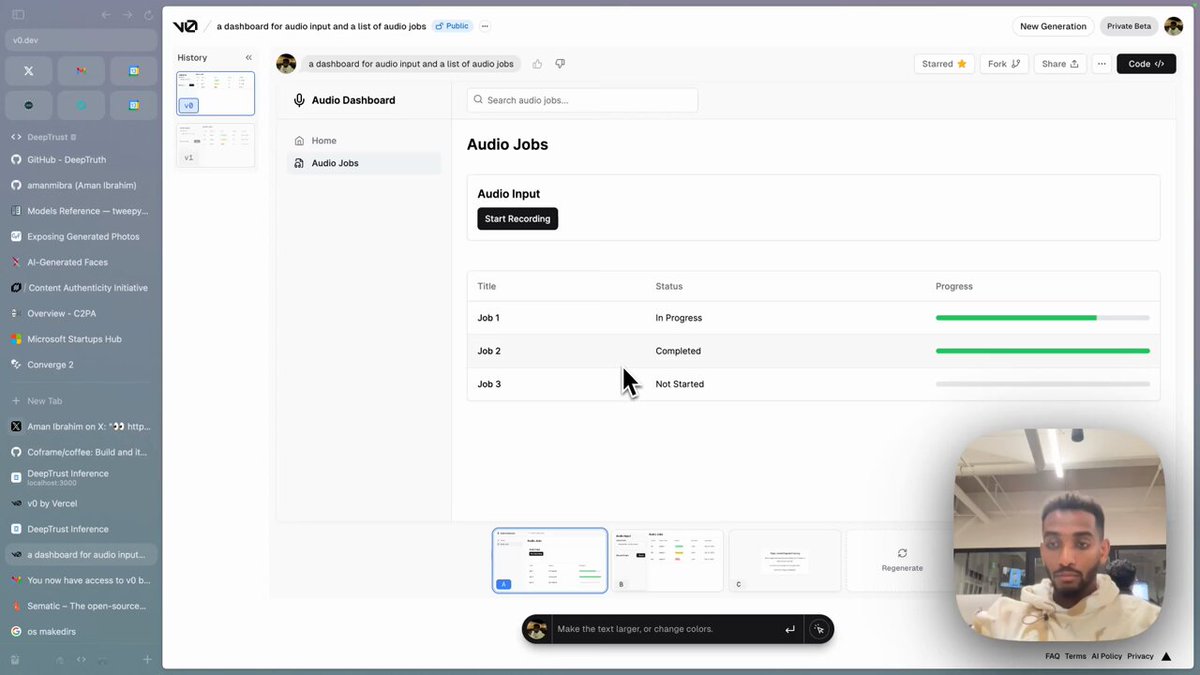 v0.dev
DeepTrust
GitHub - DeepTruth
amanmibra (Aman Ibrahim)
Models Reference — tweepy...
Exposing Generated Photos
AI-Generated Faces
Content Authenticity Initiative
Overview - C2PA
Microsoft Startups Hub
Converge 2
New Tab
Aman Ibrahim on X: "👀 http...
Coframe/coffee: Build and it...
DeepTrust Inference
localhost:3000
v0 by Vercel
DeepTrust Inference
a dashboard for audio input...
You now have access to v0 b...
Sematic – The open-source...
os makedirs
v0 / a dashboard for audio input and a list of audio jobs Public
New Generation Private Beta
History
v0
v1
a dashboard for audio input and a list of audio jobs
Starred Fork Share Code
Audio Dashboard
Search audio jobs...
Home
Audio Jobs
Audio Jobs
Audio Input
Start Recording
Title Status Progress
Job 1 In Progress
Job 2 Completed
Job 3 Not Started
A
B
C
Regenerate
Make the text larger, or change colors.
FAQ Terms AI Policy Privacy